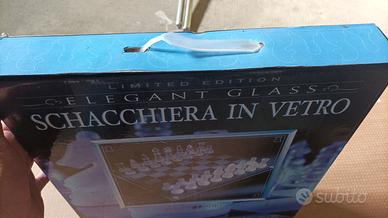 LIMITED EDITION
ELEGANT GLASS
SCHACCHIERA IN VETRO
subito